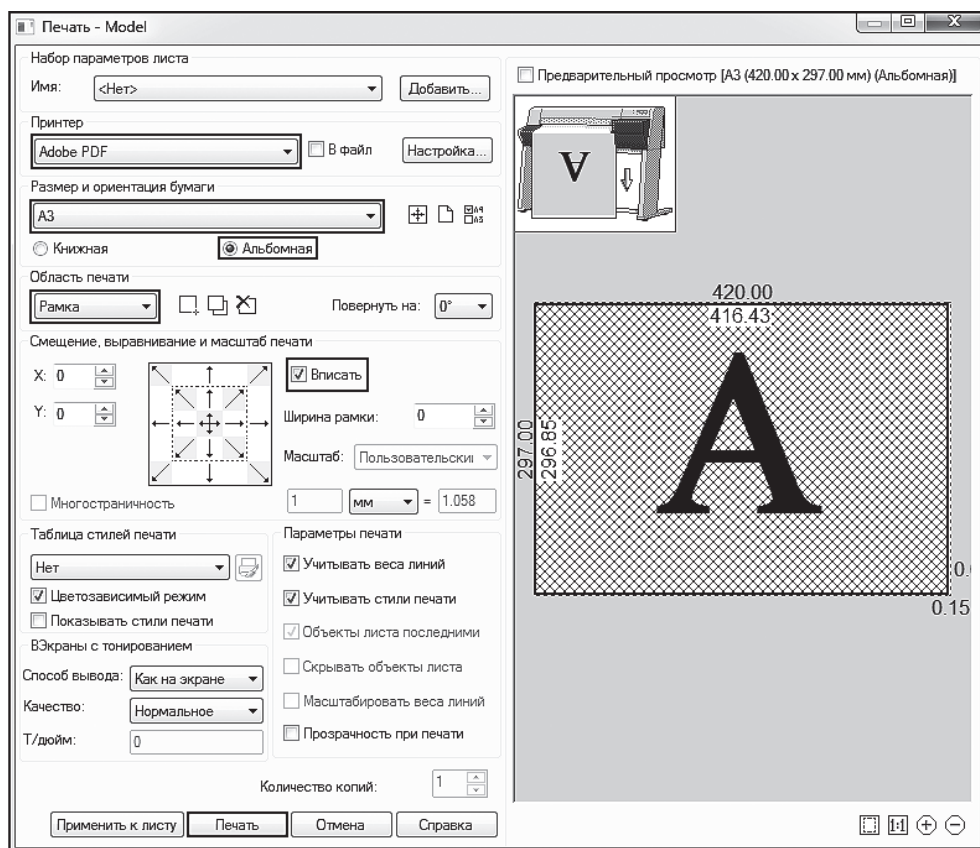 Печать - Model
Набор параметров листа
Имя: <Нет> Добавить...
Принтер
Adobe PDF В файл Настройка...
Размер и ориентация бумаги
A3 A4 A3
Книжная Альбомная
Область печати
Рамка Повернуть на: 0°
Смещение, выравнивание и масштаб печати
X: 0 Вписать
Y: 0 Ширина рамки: 0
Масштаб:
Многостраничность 1 мм = 1.058
Таблица стилей печати
Нет
Цветозависимый режим
Показывать стили печати
ВЭкраны с тонированием
Способ вывода: Как на экране
Качество: Нормальное
Т/дюйм: 0
Параметры печати
Учитывать веса линий
Учитывать стили печати
Объекты листа последними
Скрывать объекты листа
Масштабировать веса линий
Прозрачность при печати
Количество копий: 1
Применить к листу Печать Отмена Справка
Предварительный просмотр [A3 (420.00 x 297.00 мм) (Альбомная)]
A
420.00
416.43
297.00
296.85
A
0.15
1:1